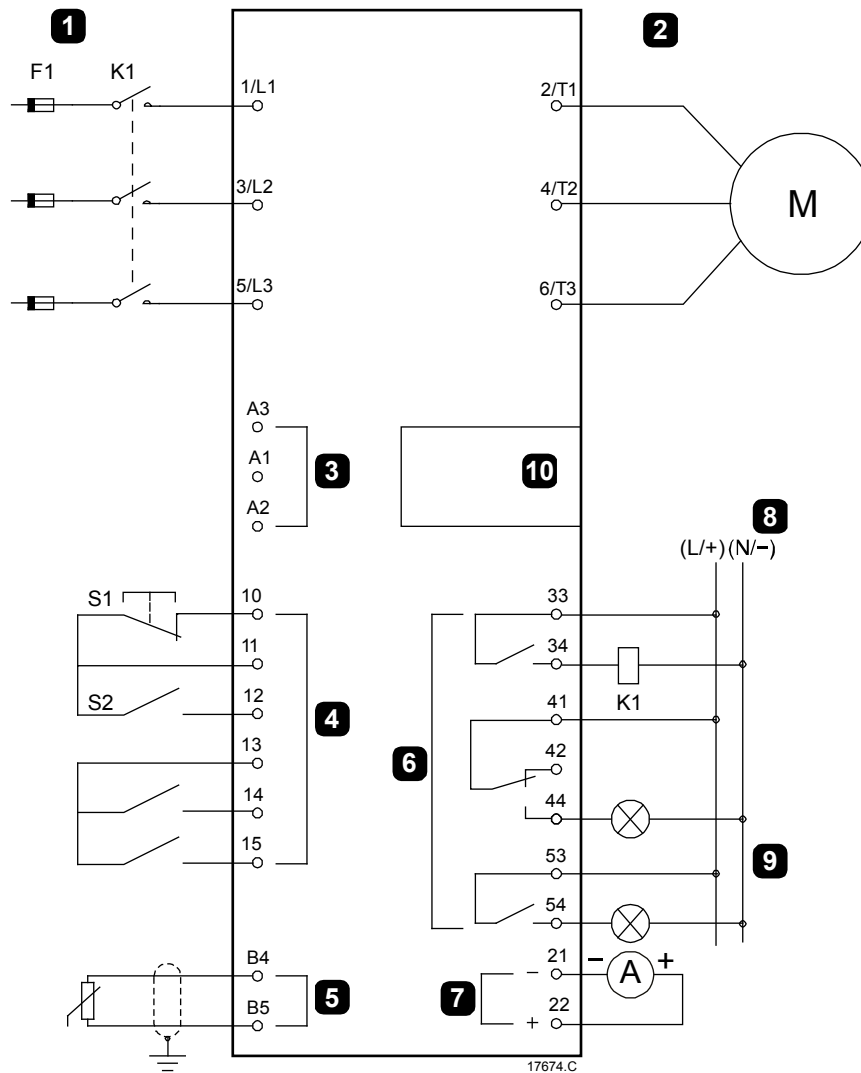 1
2
F1 K1
1/L1
2/T1
3/L2
4/T2
M
5/L3
6/T3
A3
A1
A2
3
10
8
(L/+) (N/−)
S1
10
11
S2
12
13
14
15
4
33
34
K1
41
42
44
53
54
6
9
B4
B5
5
7
21
−
− A +
22
+
17674.C